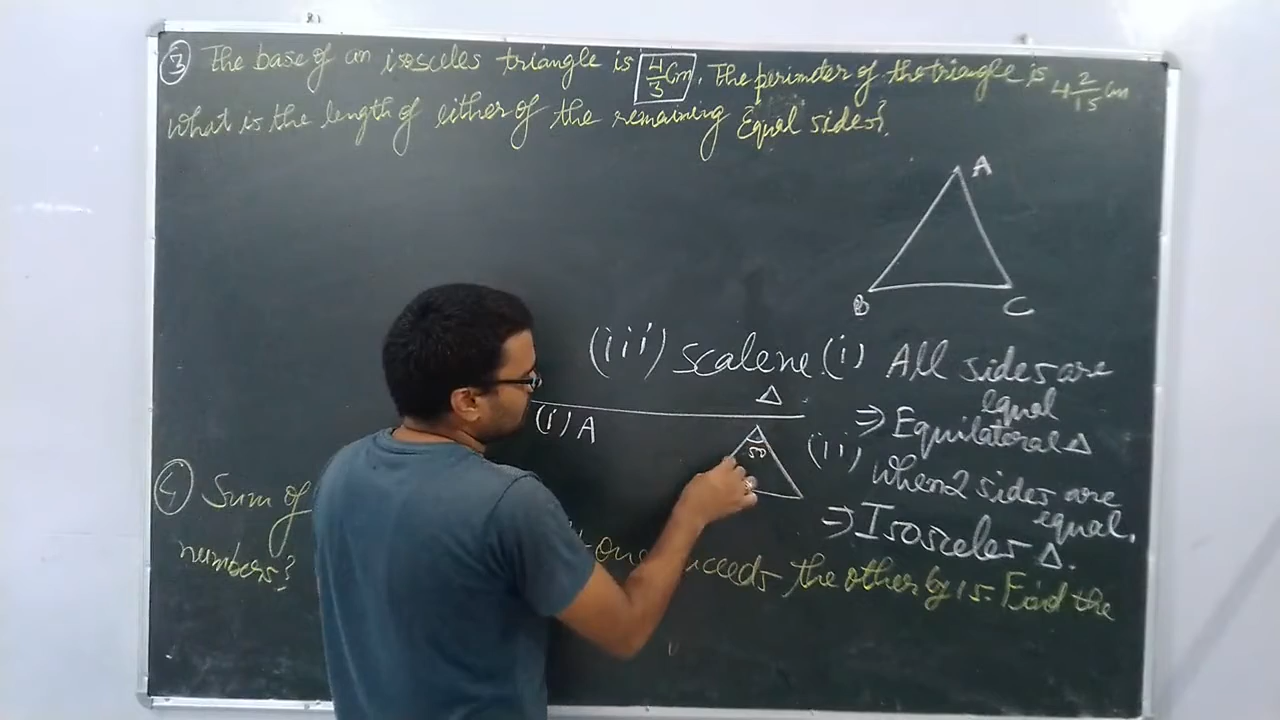 ③ The base of an isosceles triangle is 4/3 Cm. The perimeter of the triangle is 4 2/15 Cm
What is the length of either of the remaining Equal sides?
A
B
C
(iii) Scalene
Δ
(i) All sides are
equal
⇒ Equilateral Δ
(ii) When 2 sides are
equal.
⇒ Isosceles Δ.
(i) A
50
④ Sum of
one exceeds the other by 15. Find the
numbers?